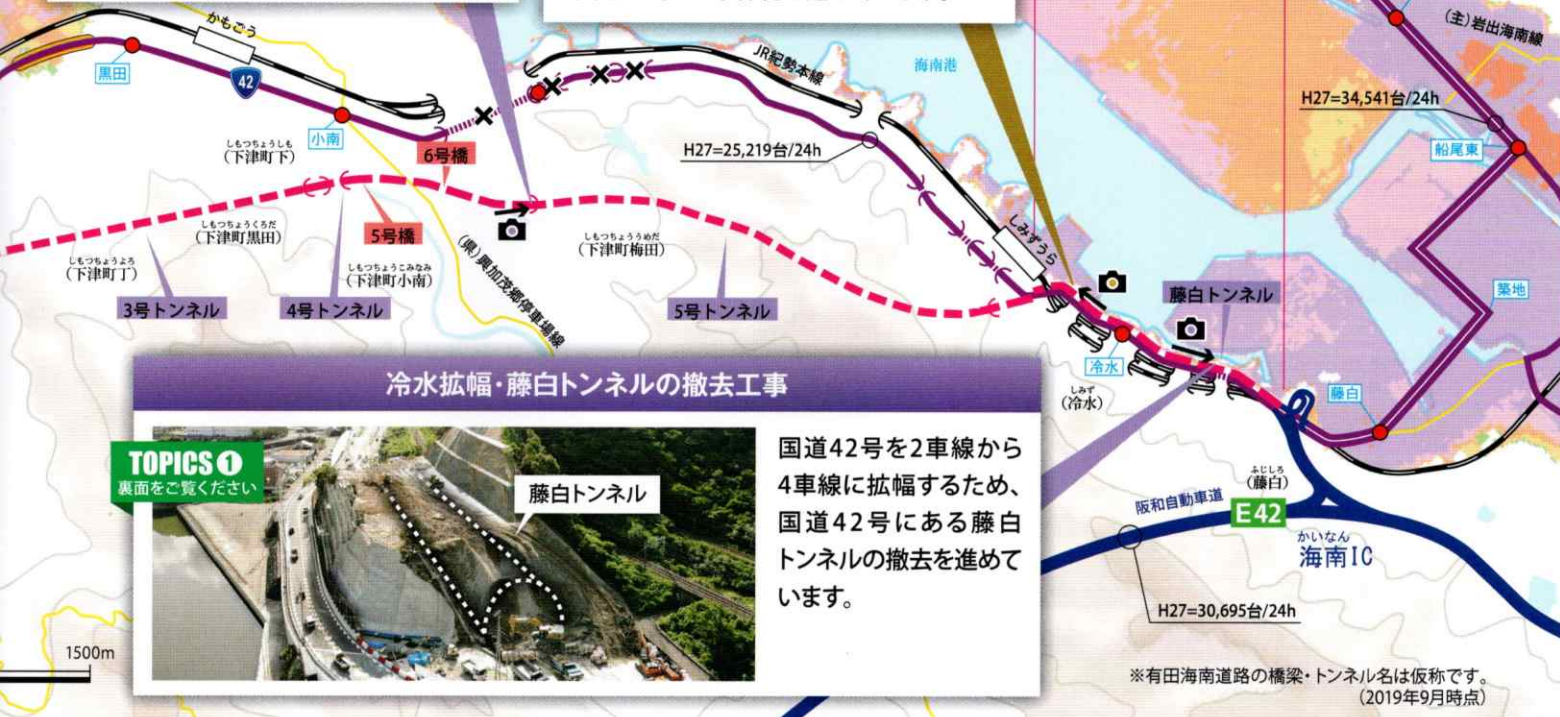 かもごう
黒田
42
小南
JR紀勢本線
海南港
(主)岩出海南線
H27=34,541台/24h
船尾東
H27=25,219台/24h
しもつちょうしも
(下津町下)
6号橋
5号橋
しもつちょうくろだ
(下津町黒田)
しもつちょうよろ
(下津町丁)
しもつちょうこみなみ
(下津町小南)
(県)興加茂郷停車場線
しもつちょううめだ
(下津町梅田)
しみずうら
3号トンネル
4号トンネル
5号トンネル
藤白トンネル
築地
冷水
しみず
(冷水)
藤白
ふじしろ
(藤白)
阪和自動車道
E42
かいなん
海南IC
H27=30,695台/24h
冷水拡幅・藤白トンネルの撤去工事
TOPICS❶
裏面をご覧ください
藤白トンネル
国道42号を2車線から
4車線に拡幅するため、
国道42号にある藤白
トンネルの撤去を進めて
います。
1500m
※有田海南道路の橋梁・トンネル名は仮称です。
(2019年9月時点)